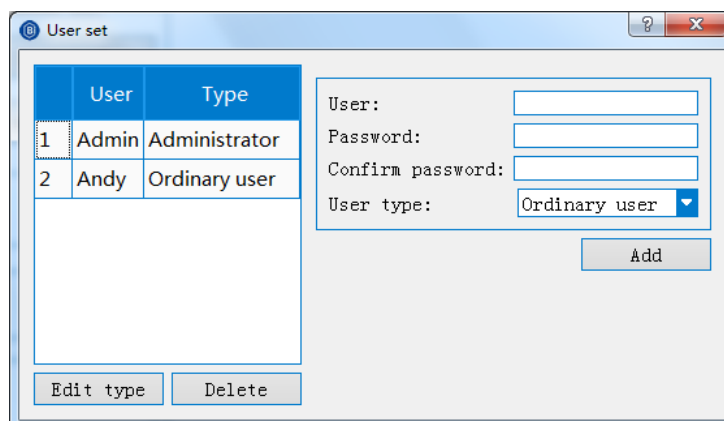 User set
User Type
1 Admin Administrator
2 Andy Ordinary user
Edit type Delete
User:
Password:
Confirm password:
User type: Ordinary user
Add